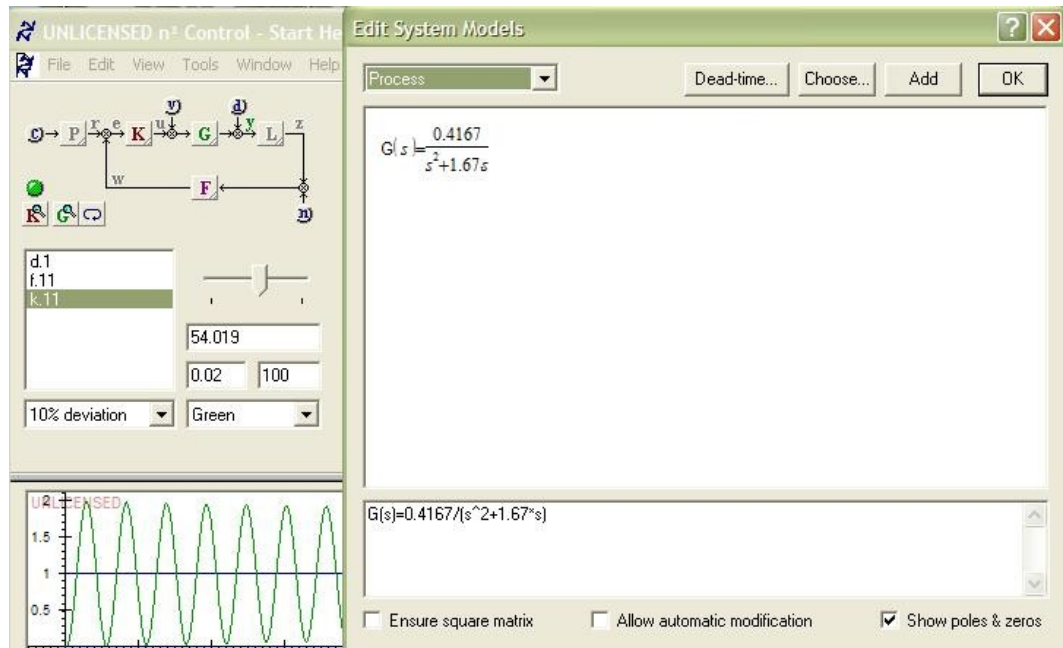 UNLICENSED n² Control - Start He
File Edit View Tools Window Help
c) P r e K u v) G d) y L z
w F n)
K G
d.1
f.11
k.11
54.019
0.02 100
10% deviation Green
UNLICENSED
2
1.5
1
0.5
Edit System Models
Process Dead-time... Choose... Add OK
G(s)=0.4167/s²+1.67s
G(s)=0.4167/(s^2+1.67*s)
Ensure square matrix Allow automatic modification Show poles & zeros